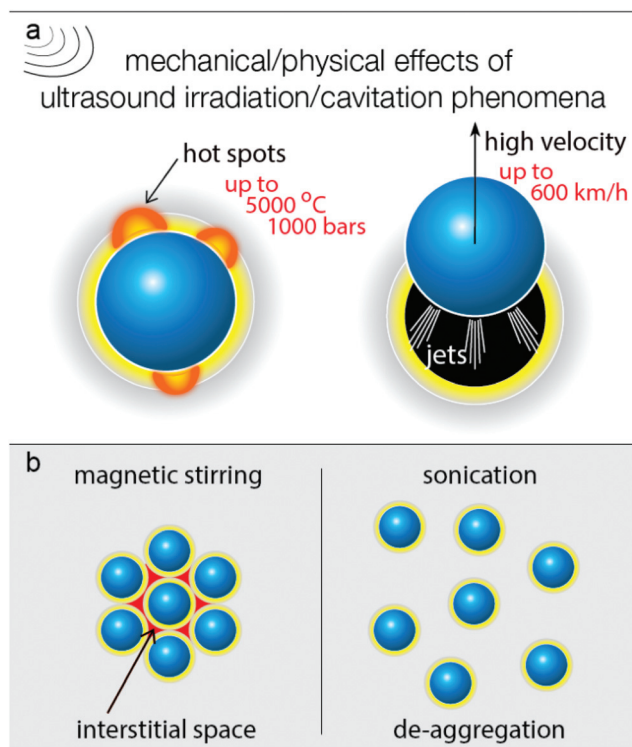 a
mechanical/physical effects of
ultrasound irradiation/cavitation phenomena
hot spots
up to
5000 °C
1000 bars
high velocity
up to
600 km/h
jets
b
magnetic stirring
interstitial space
sonication
de-aggregation